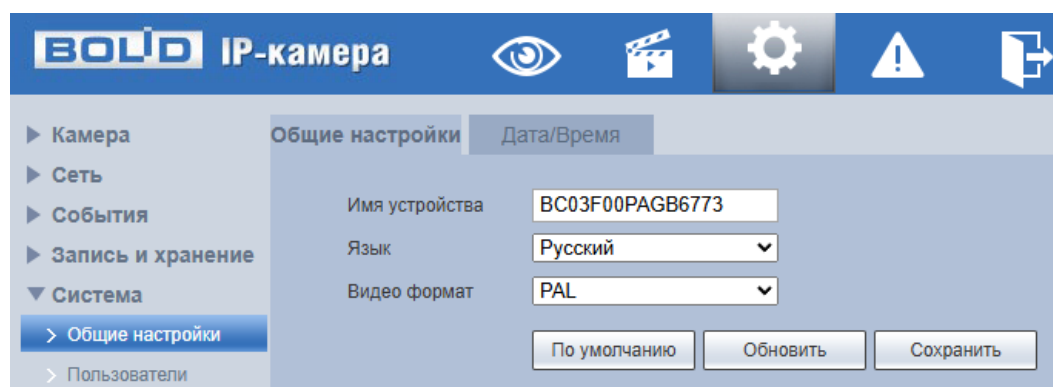 BOLID IP-камера
Камера
Сеть
События
Запись и хранение
Система
Общие настройки
Пользователи
Общие настройки Дата/Время
Имя устройства BC03F00PAGB6773
Язык Русский
Видео формат PAL
По умолчанию Обновить Сохранить